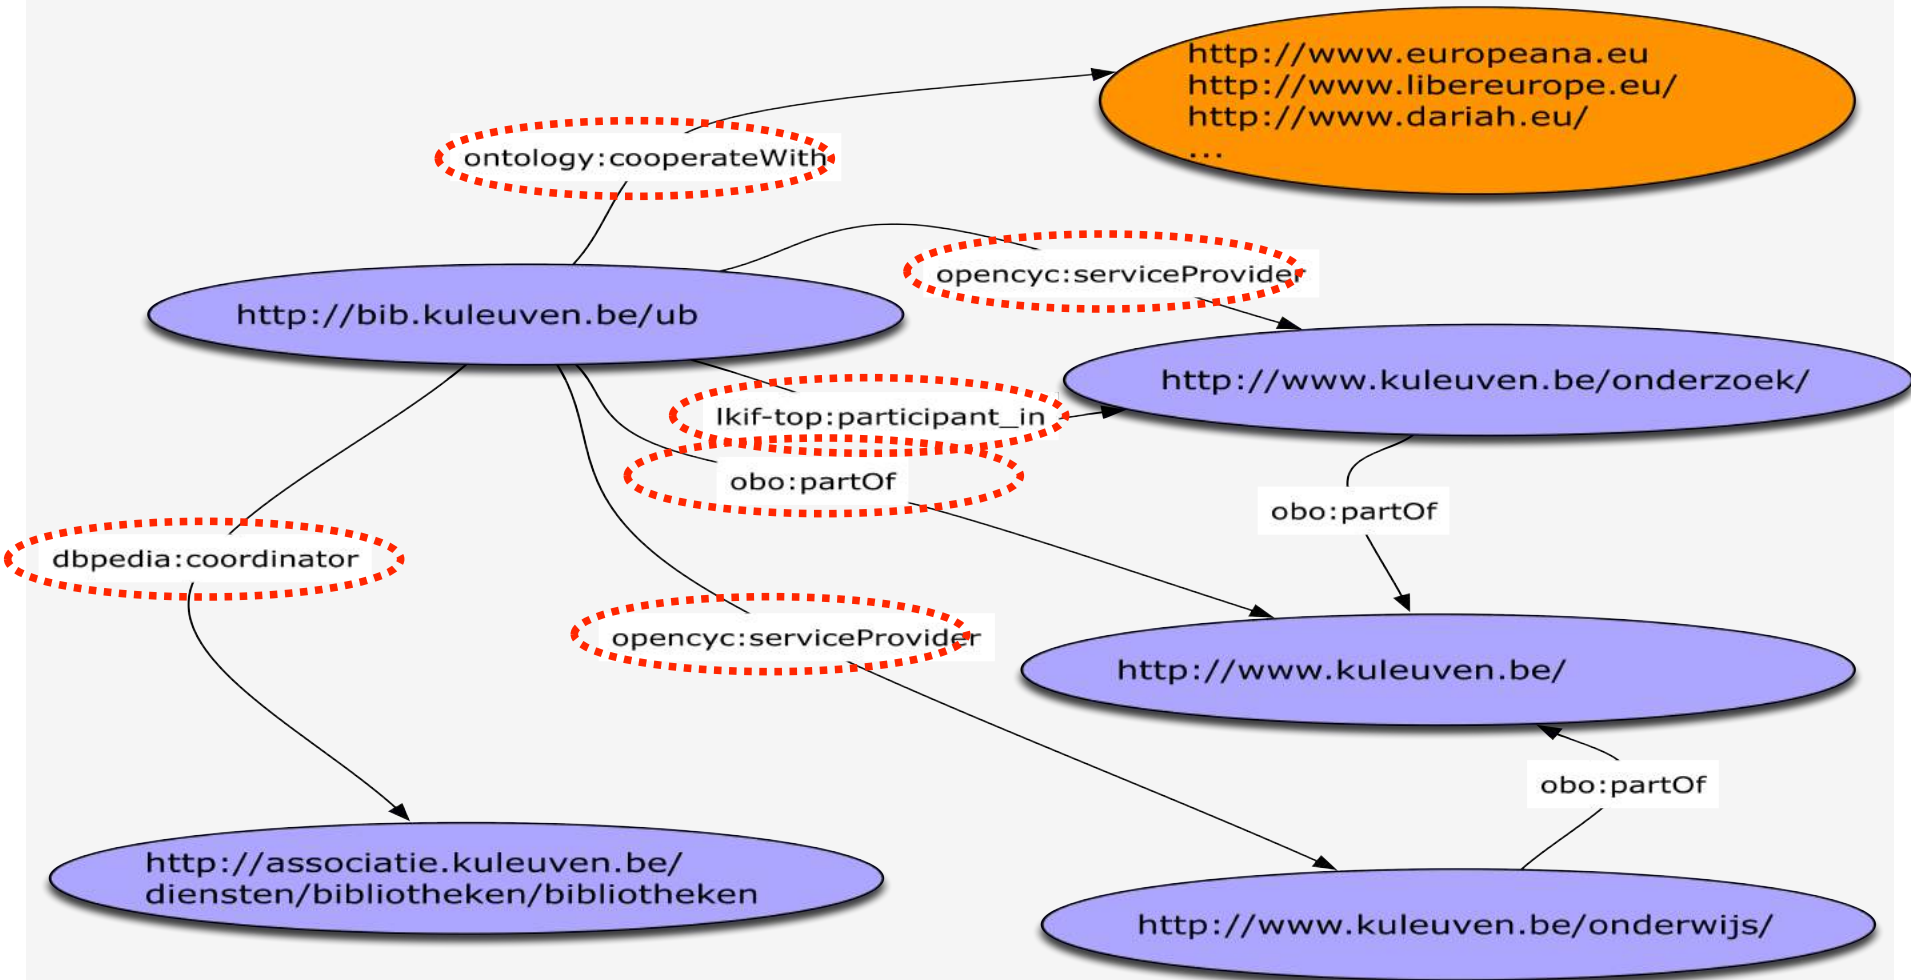 http://www.europeana.eu
http://www.libereurope.eu/
http://www.dariah.eu/
...
ontology:cooperateWith
opencyc:serviceProvider
http://bib.kuleuven.be/ub
http://www.kuleuven.be/onderzoek/
lkif-top:participant_in
obo:partOf
obo:partOf
dbpedia:coordinator
opencyc:serviceProvider
http://www.kuleuven.be/
obo:partOf
http://associatie.kuleuven.be/
diensten/bibliotheken/bibliotheken
http://www.kuleuven.be/onderwijs/